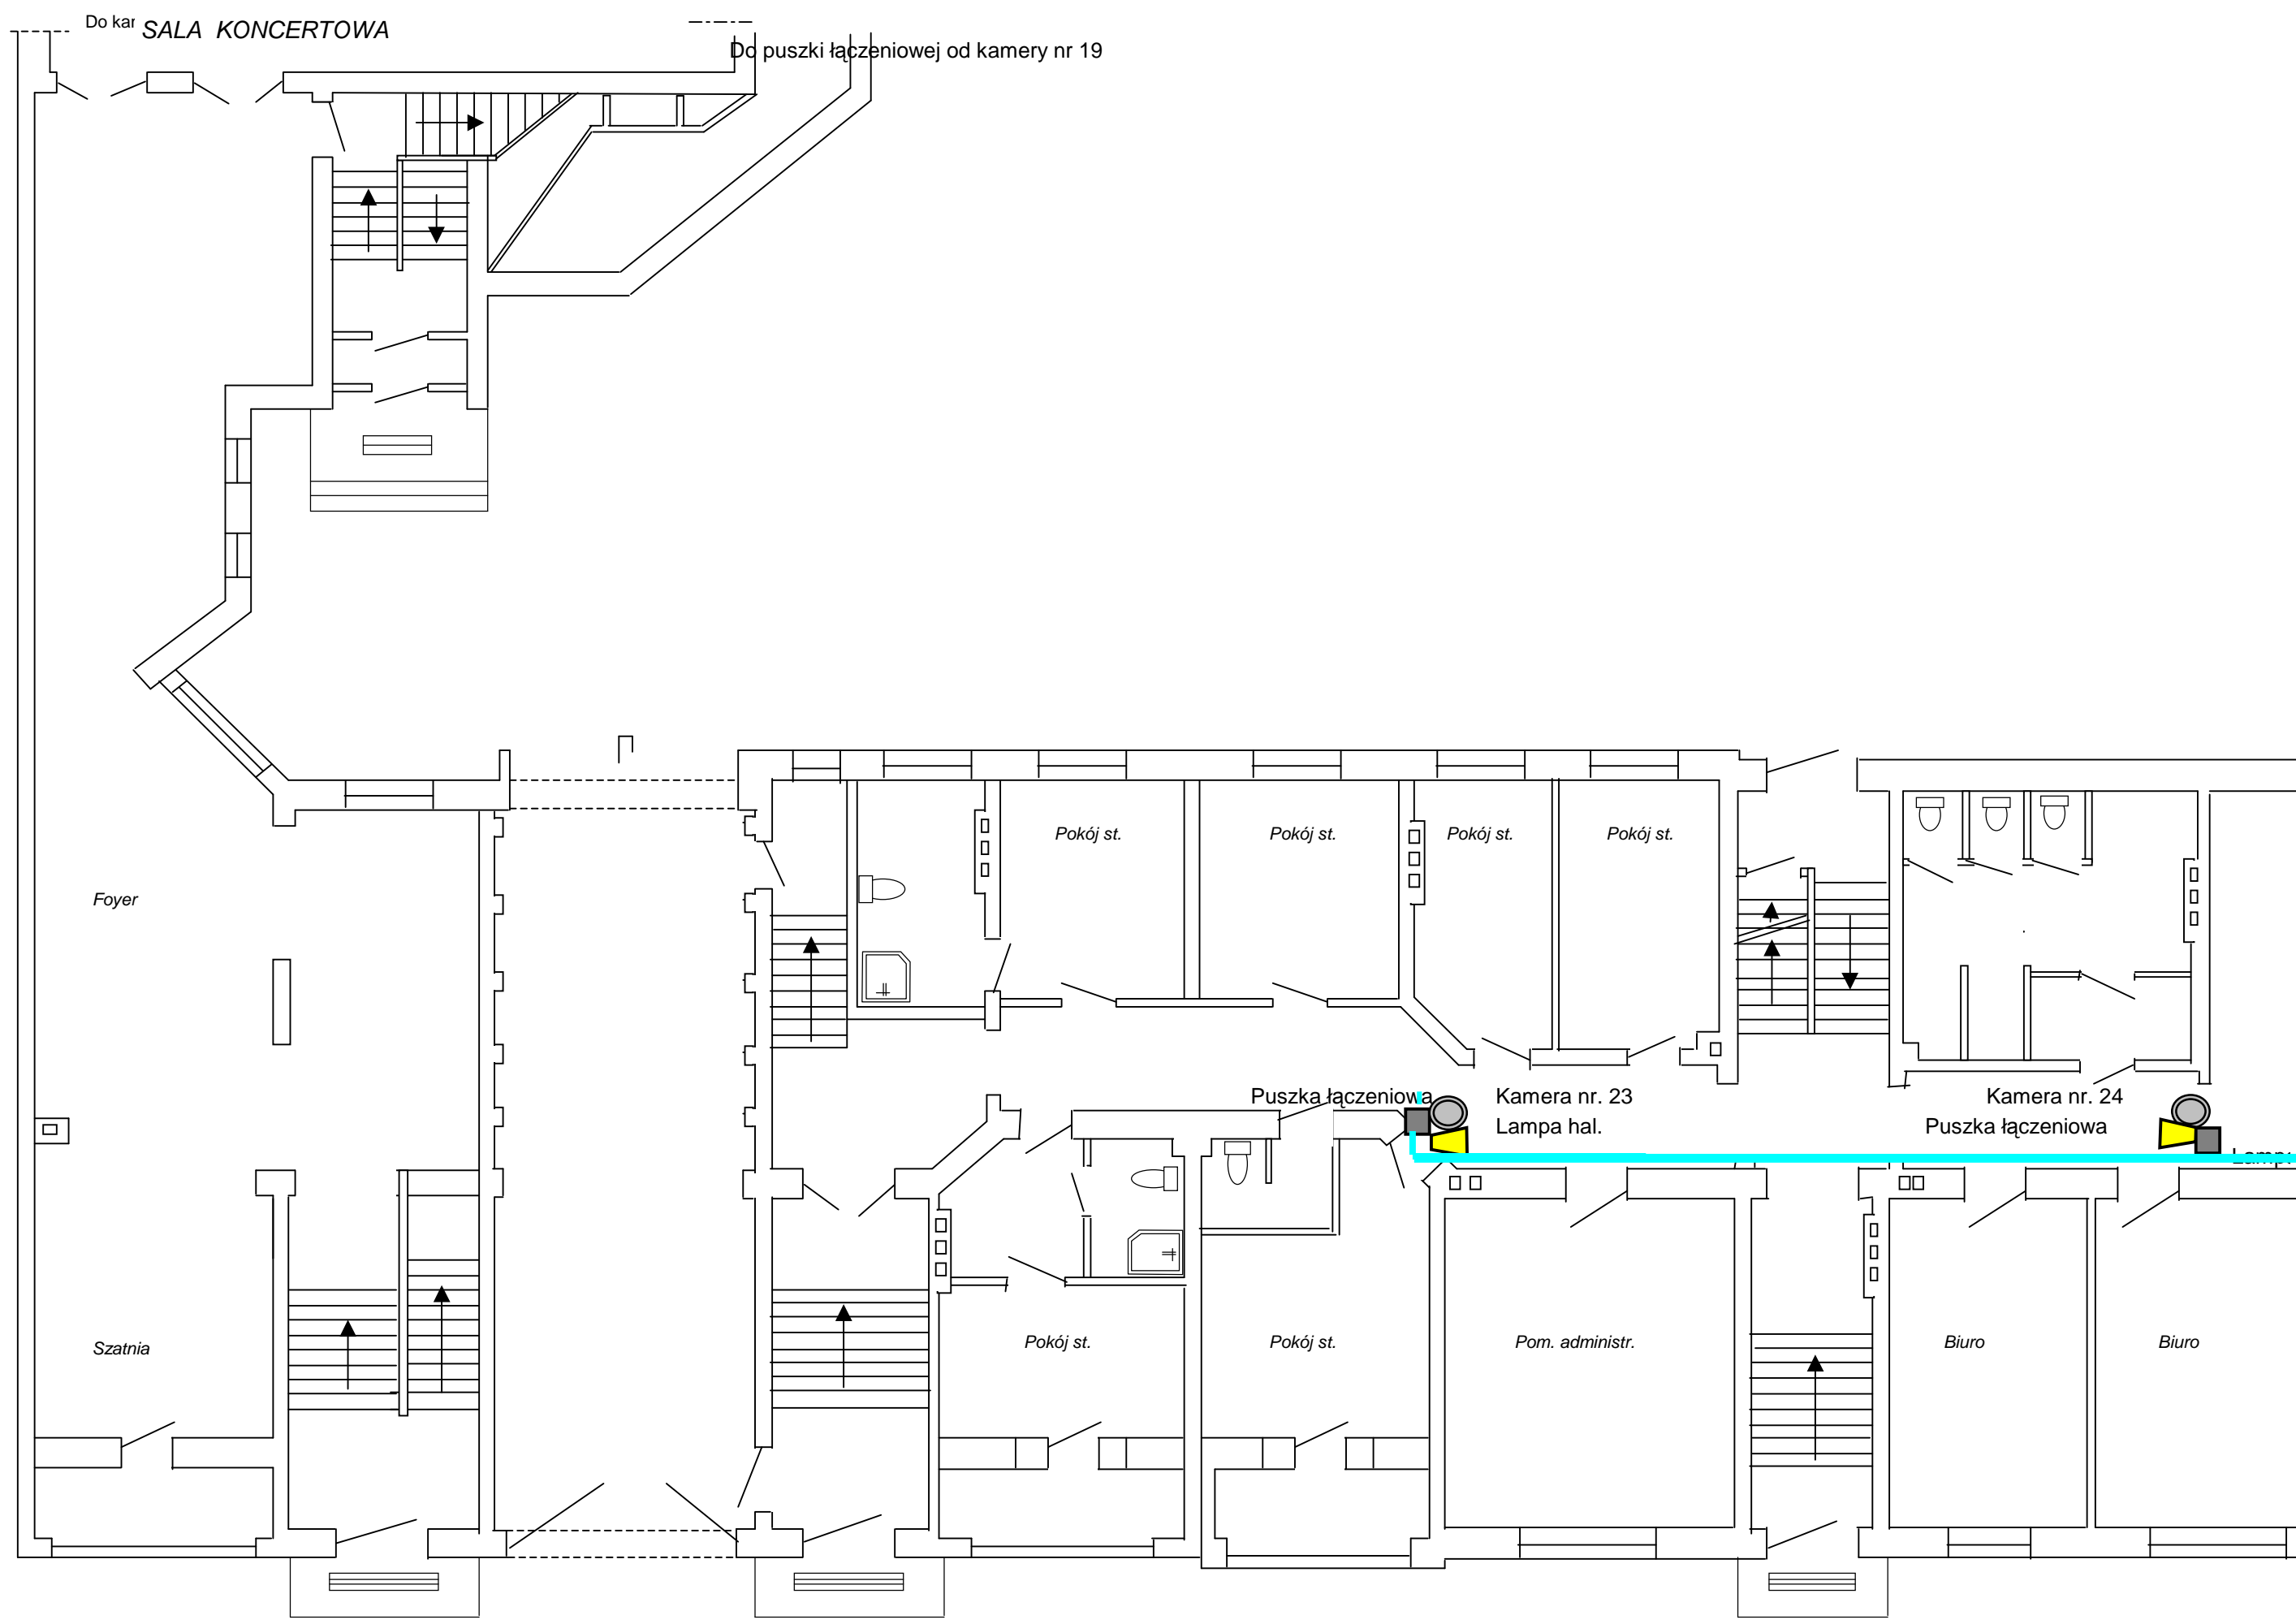 Do kar
SALA KONCERTOWA
Do puszki łączeniowej od kamery nr 19
Pokój st.
Pokój st.
Pokój st.
Pokój st.
Foyer
Puszka łączeniowa
Kamera nr. 23
Lampa hal.
Kamera nr. 24
Puszka łączeniowa
Szatnia
Pokój st.
Pokój st.
Pom. administr.
Biuro
Biuro